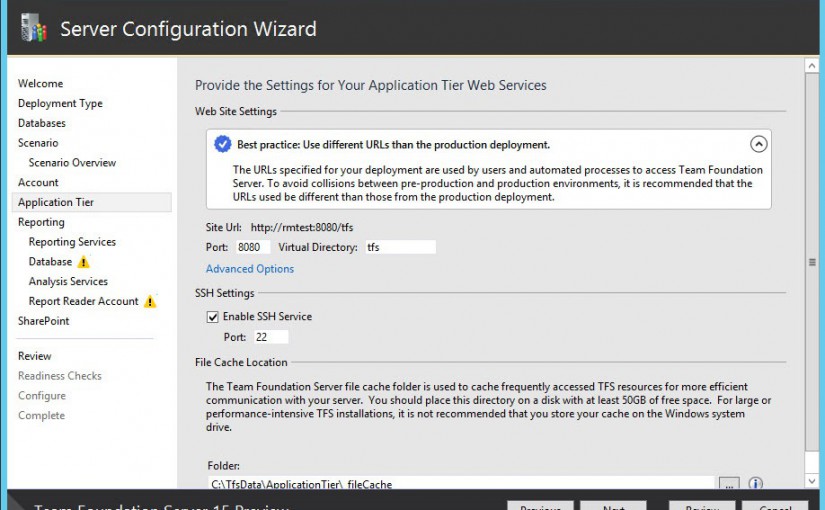 Server Configuration Wizard
Welcome
Deployment Type
Databases
Scenario
Scenario Overview
Account
Application Tier
Reporting
Reporting Services
Database
Analysis Services
Report Reader Account
SharePoint
Review
Readiness Checks
Configure
Complete
Provide the Settings for Your Application Tier Web Services
Web Site Settings
Best practice: Use different URLs than the production deployment.
The URLs specified for your deployment are used by users and automated processes to access Team Foundation
Server. To avoid collisions between pre-production and production environments, it is recommended that the
URLs used be different than those from the production deployment.
Site Url: http://rmtest:8080/tfs
Port: 8080 Virtual Directory: tfs
Advanced Options
SSH Settings
Enable SSH Service
Port: 22
File Cache Location
The Team Foundation Server file cache folder is used to cache frequently accessed TFS resources for more efficient
communication with your server. You should place this directory on a disk with at least 50GB of free space. For large or
performance-intensive TFS installations, it is not recommended that you store your cache on the Windows system
drive.
Folder:
C:\TfsData\ApplicationTier\_fileCache
...
Team Foundation Server 15 Preview
Previous Next Review Cancel